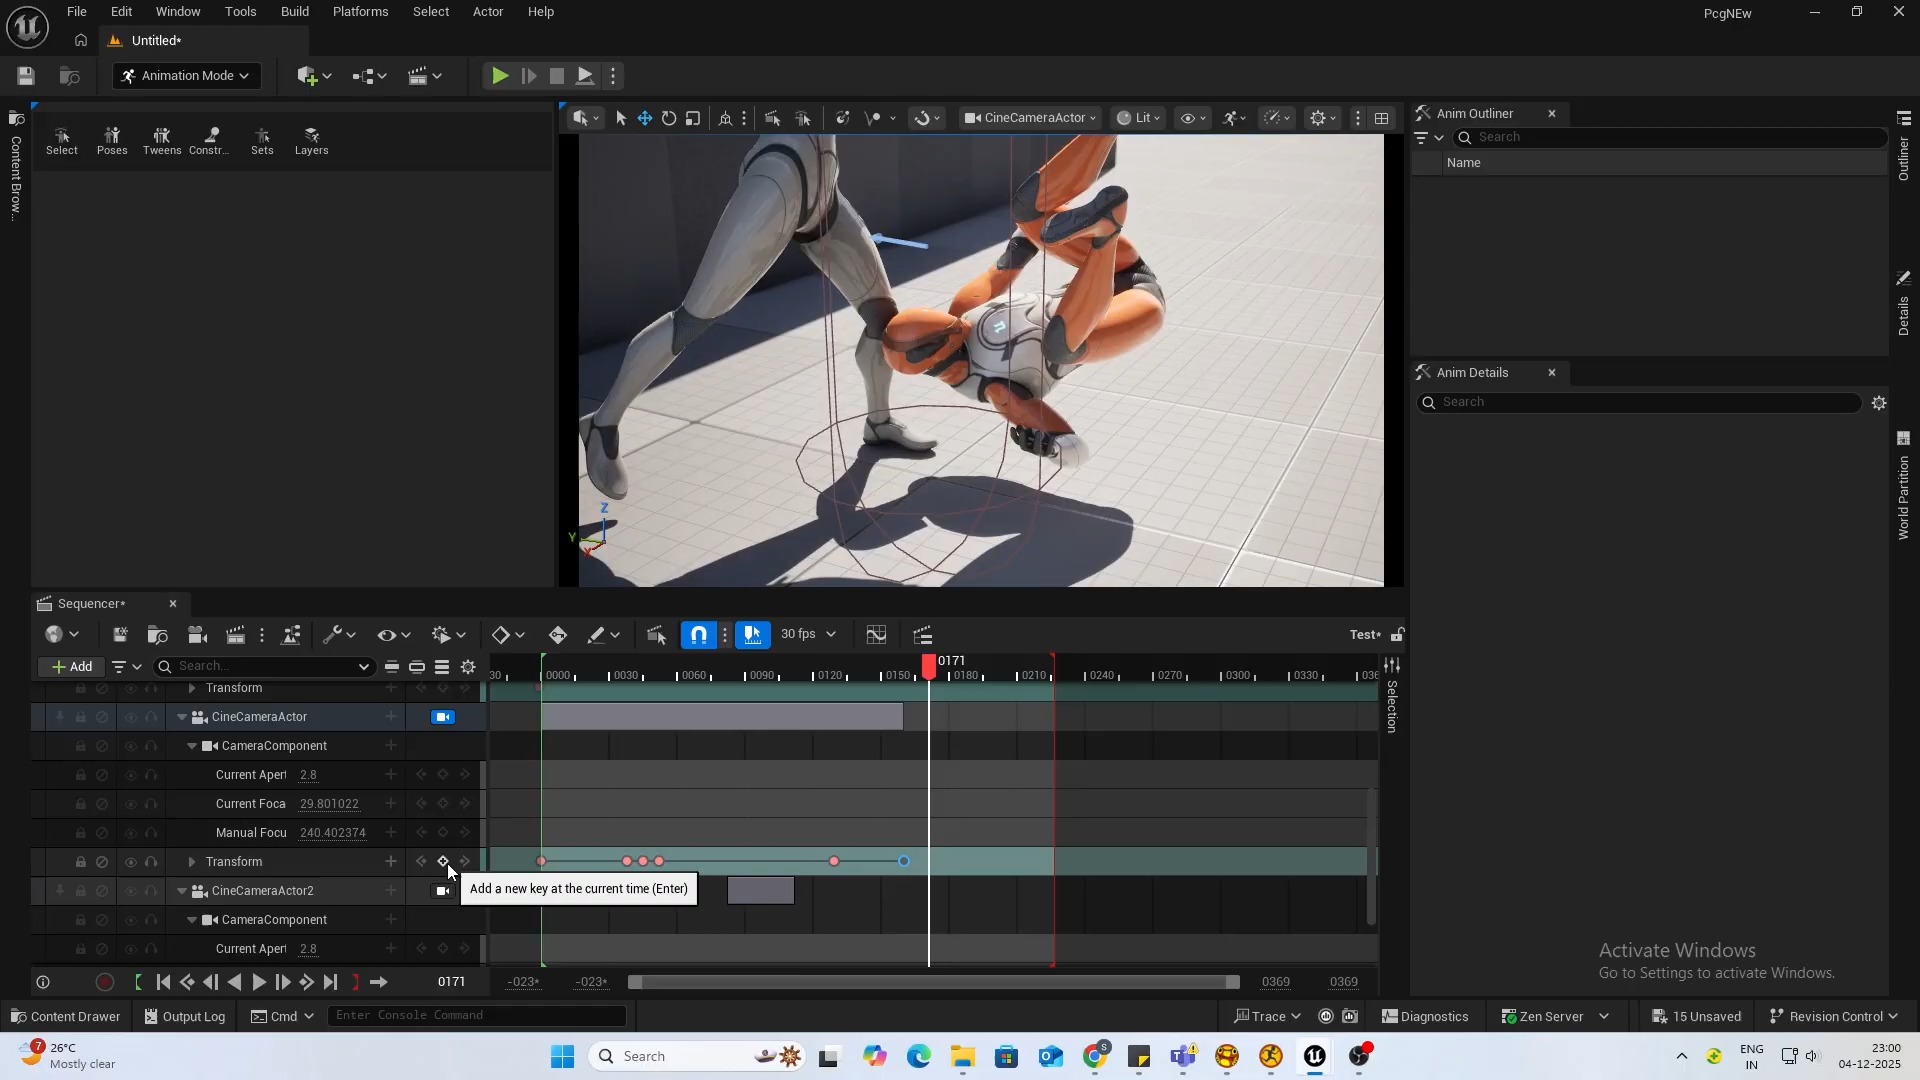 File Edit Window Tools Build Platforms Select Actor Help
PcgNEw
Untitled*
Animation Mode
Select Poses Tweens Constr... Sets Layers
Content Brow...
CineCameraActor
Lit
Anim Outliner
Search
Name
Outliner
Details
World Partition
Anim Details
Search
Z
Y
X
Sequencer*
30 fps
Test*
Add
Search...
0171
30 0000 0030 0060 0090 0120 0150 0180 0210 0240 0270 0300 0330 036
Selection
Transform
CineCameraActor
CameraComponent
Current Aper 2.8
Current Foca 29.801022
Manual Focu 240.402374
Transform
Add a new key at the current time (Enter)
CineCameraActor2
CameraComponent
Current Aper 2.8
0171
-023* -023* 0369 0369
Activate Windows
Go to Settings to activate Windows.
Content Drawer Output Log Cmd Enter Console Command Trace Diagnostics Zen Server 15 Unsaved Revision Control
7
26°C
Mostly clear
Search
S
ENG
IN
23:00
04-12-2025